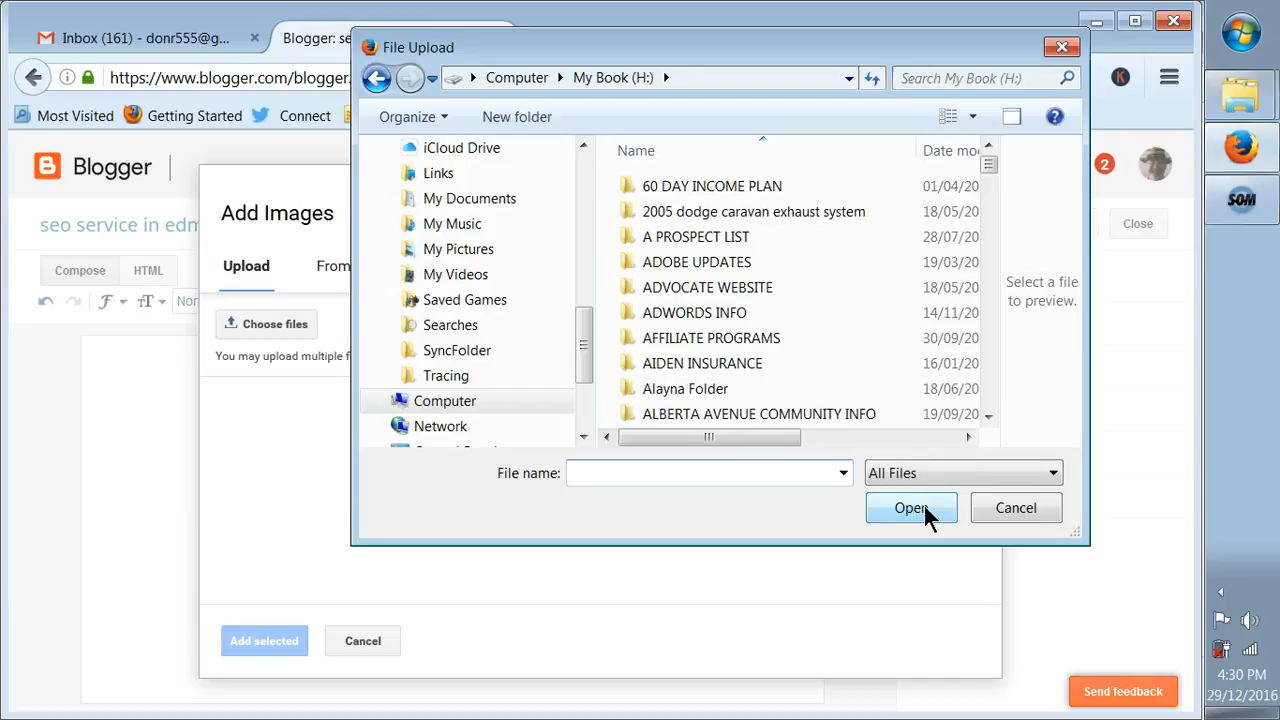 Inbox (161) - donr555@g...
Blogger: se
File Upload
https://www.blogger.com/blogger.
Computer
My Book (H:)
Search My Book (H:)
K
Most Visited
Getting Started
Connect
Organize
New folder
Blogger
2
iCloud Drive
Links
My Documents
My Music
My Pictures
My Videos
Saved Games
Searches
SyncFolder
Tracing
Computer
Network
Name
Date mo
60 DAY INCOME PLAN 01/04/20
2005 dodge caravan exhaust system 18/05/20
A PROSPECT LIST 28/07/20
ADOBE UPDATES 19/03/20
ADVOCATE WEBSITE 18/05/20
ADWORDS INFO 14/11/20
AFFILIATE PROGRAMS 30/09/20
AIDEN INSURANCE 16/01/20
Alayna Folder 18/06/20
ALBERTA AVENUE COMMUNITY INFO 19/09/20
Select a file
to preview.
File name:
All Files
Open
Cancel
SOM
seo service in edm
Close
Compose
HTML
Nor
Add Images
Upload
From
Choose files
You may upload multiple f
Add selected
Cancel
Send feedback
4:30 PM
29/12/2016